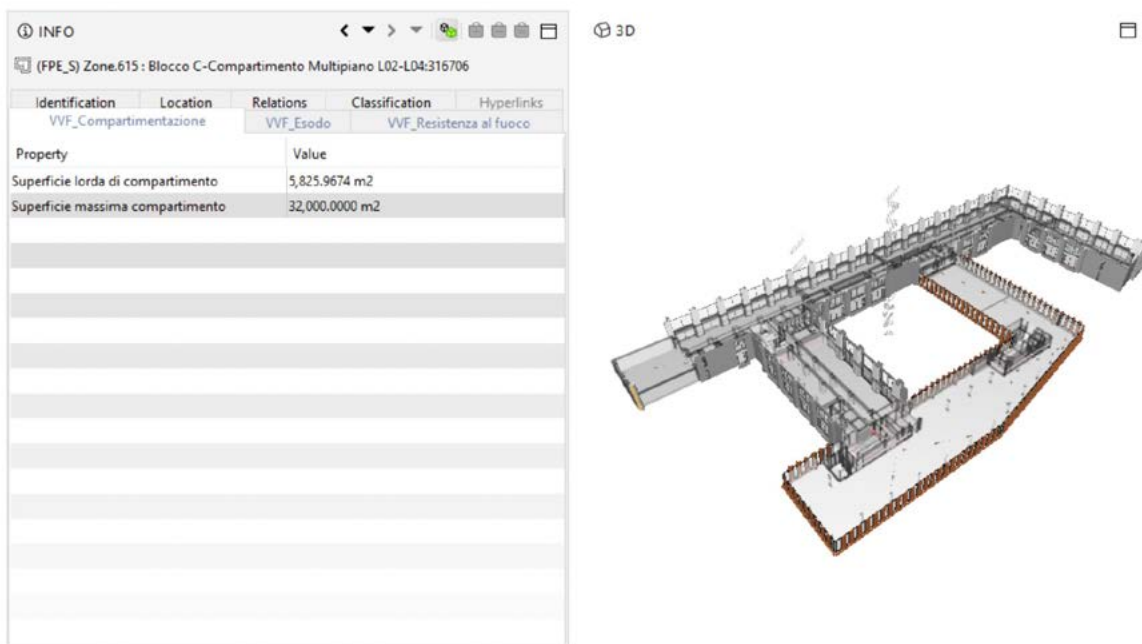 INFO
(FPE_S) Zone.615 : Blocco C-Compartimento Multipiano L02-L04:316706
Identification Location Relations Classification Hyperlinks
VVF_Compartimentazione VVF_Esodo VVF_Resistenza al fuoco
Property Value
Superficie lorda di compartimento 5,825.9674 m2
Superficie massima compartimento 32,000.0000 m2
3D